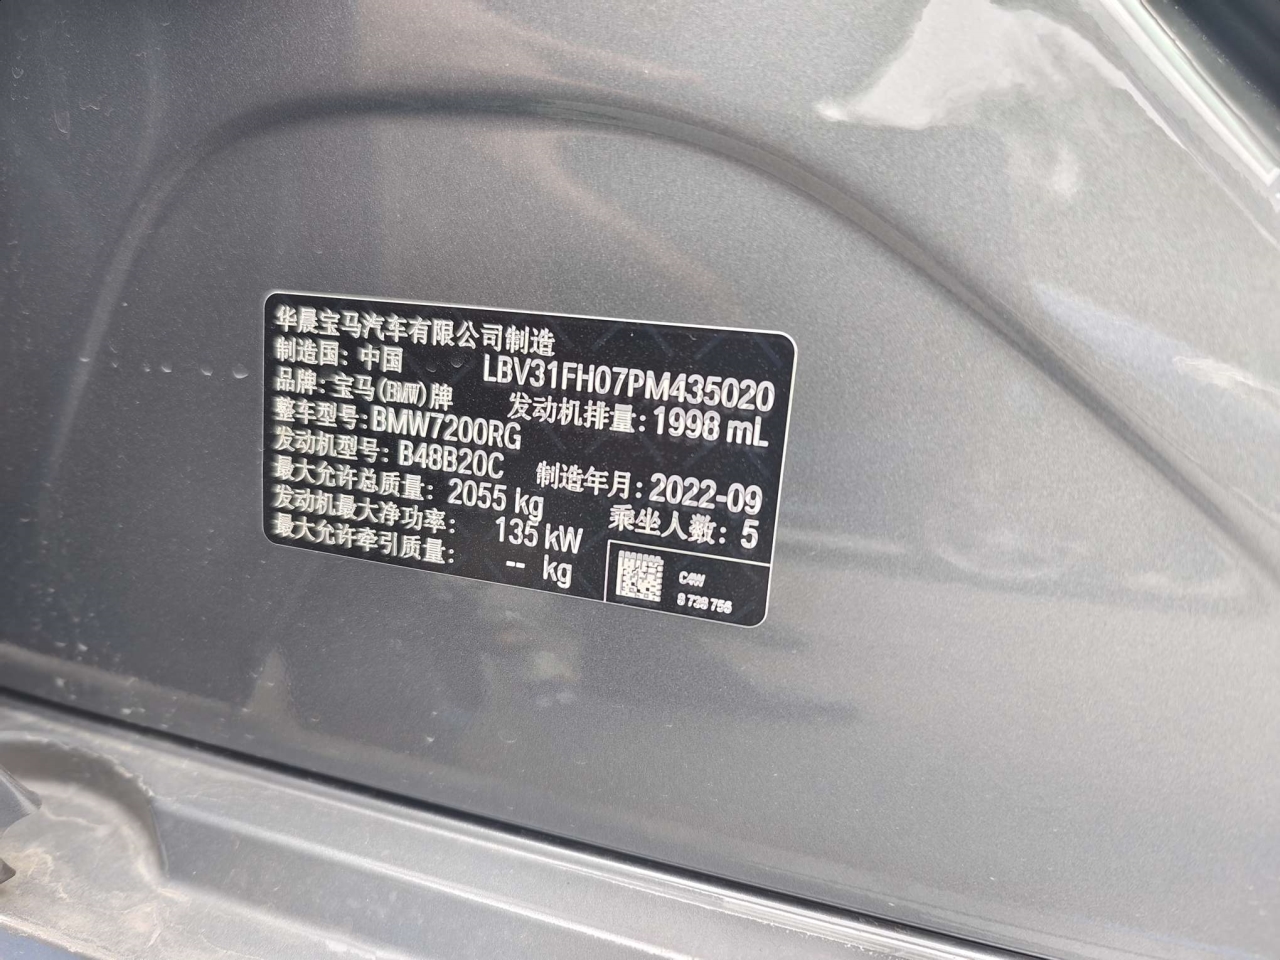 华晨宝马汽车有限公司制造
制造国：中国 LBV31FH07PM435020
品牌：宝马(BMW)牌 发动机排量：1998 mL
整车型号：BMW7200RG
发动机型号：B48B20C 制造年月：2022-09
最大允许总质量：2055 kg 乘坐人数：5
发动机最大净功率：135 kW
最大允许牵引质量：-- kg
C4W
9 739 756